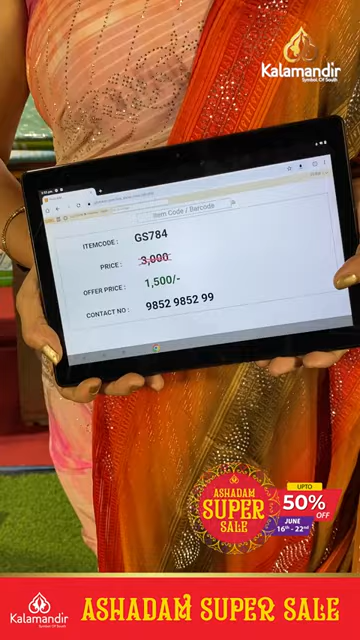 Kalamandir
Symbol Of South
Item Code / Barcode
ITEMCODE : GS784
PRICE : 3,000
OFFER PRICE : 1,500/-
CONTACT NO : 9852 9852 99
ASHADAM
SUPER
SALE
UPTO
50% OFF
JUNE
16th - 22nd
Kalamandir
Symbol Of South
ASHADAM SUPER SALE